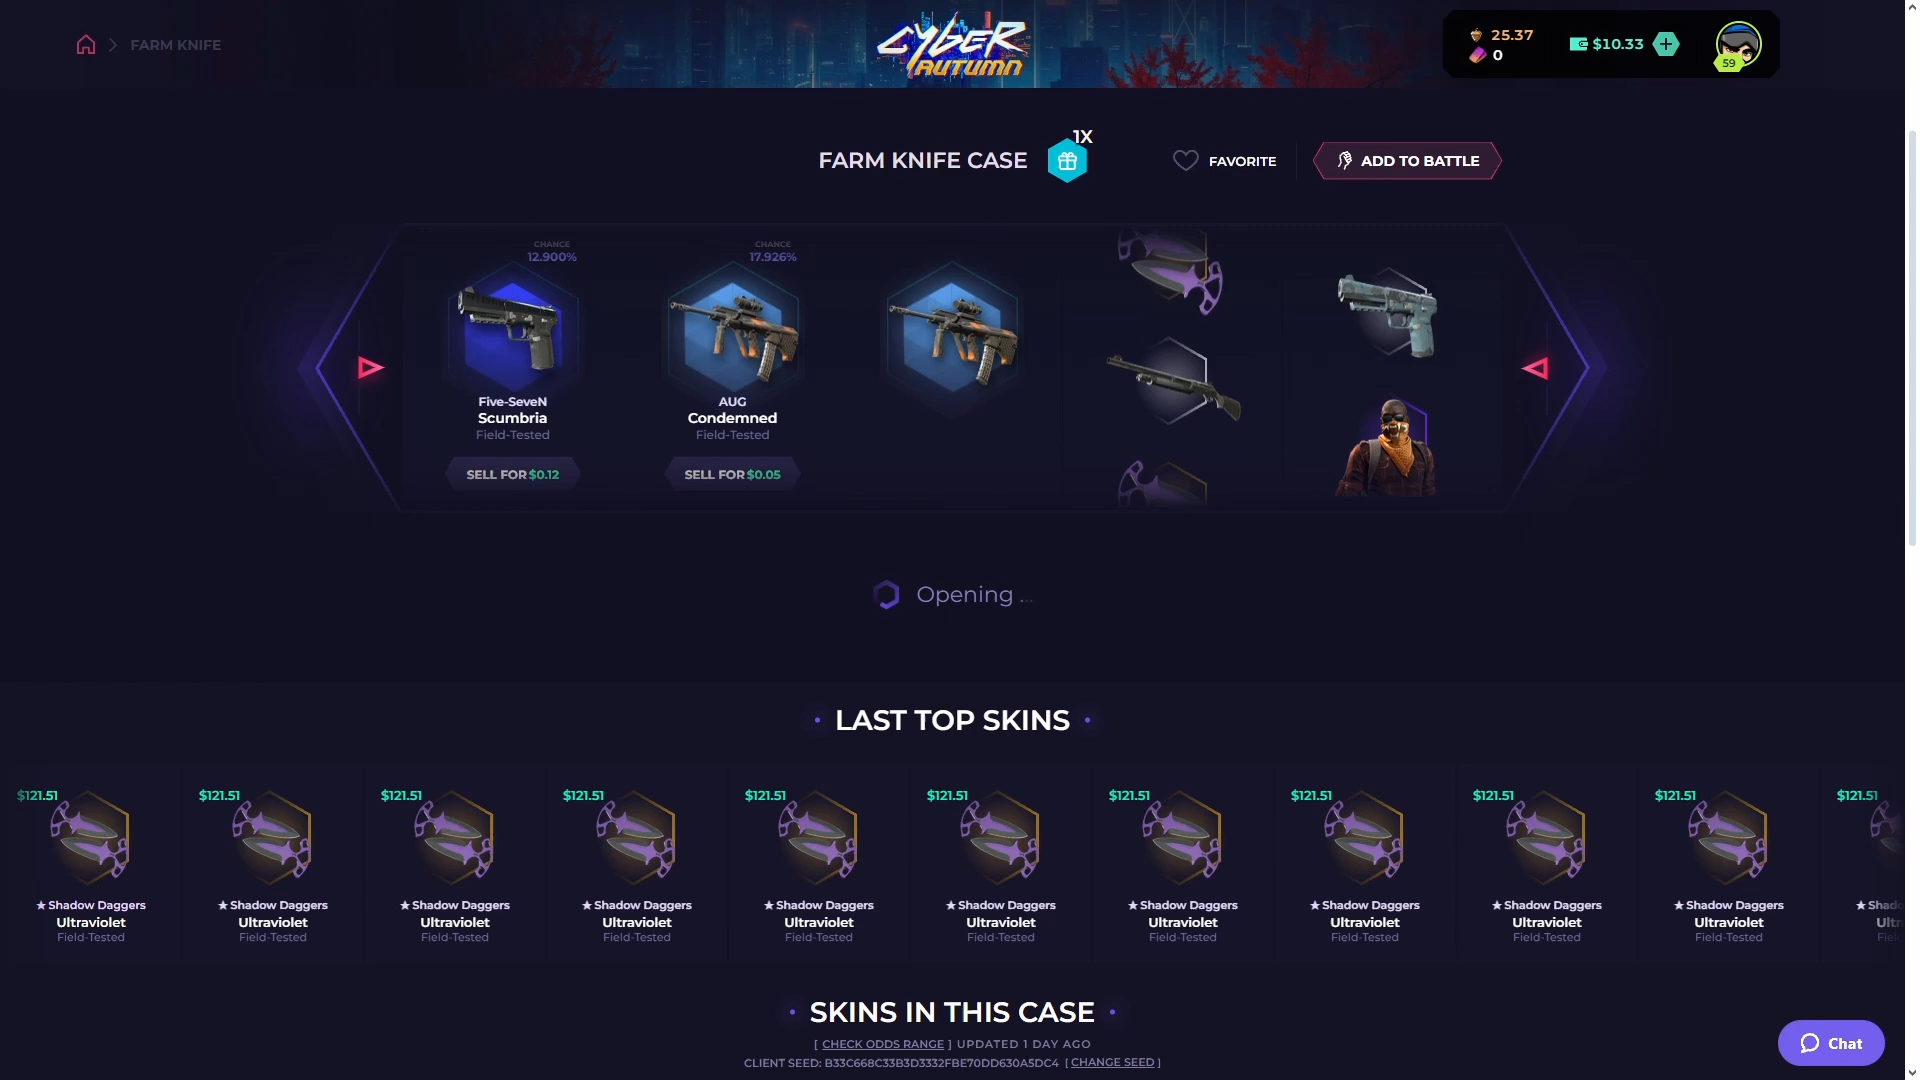 FARM KNIFE
CYBER
AUTUMN
25.37
0
$10.33
59
FARM KNIFE CASE
1X
FAVORITE
ADD TO BATTLE
CHANCE
12.900%
CHANCE
17.926%
Five-SeveN
Scumbria
Field-Tested
SELL FOR $0.12
AUG
Condemned
Field-Tested
SELL FOR $0.05
Opening ...
LAST TOP SKINS
$121.51 $121.51 $121.51 $121.51 $121.51 $121.51 $121.51 $121.51 $121.51 $121.51 $121.51
★ Shadow Daggers ★ Shadow Daggers ★ Shadow Daggers ★ Shadow Daggers ★ Shadow Daggers ★ Shadow Daggers ★ Shadow Daggers ★ Shadow Daggers ★ Shadow Daggers ★ Shadow Daggers ★ Shado
Ultraviolet Ultraviolet Ultraviolet Ultraviolet Ultraviolet Ultraviolet Ultraviolet Ultraviolet Ultraviolet Ultraviolet Ultr
Field-Tested Field-Tested Field-Tested Field-Tested Field-Tested Field-Tested Field-Tested Field-Tested Field-Tested Field-Tested Fiel
SKINS IN THIS CASE
[ CHECK ODDS RANGE ] UPDATED 1 DAY AGO
CLIENT SEED: B33C668C33B3D3332FBE70DD630A5DC4 [ CHANGE SEED ]
Chat